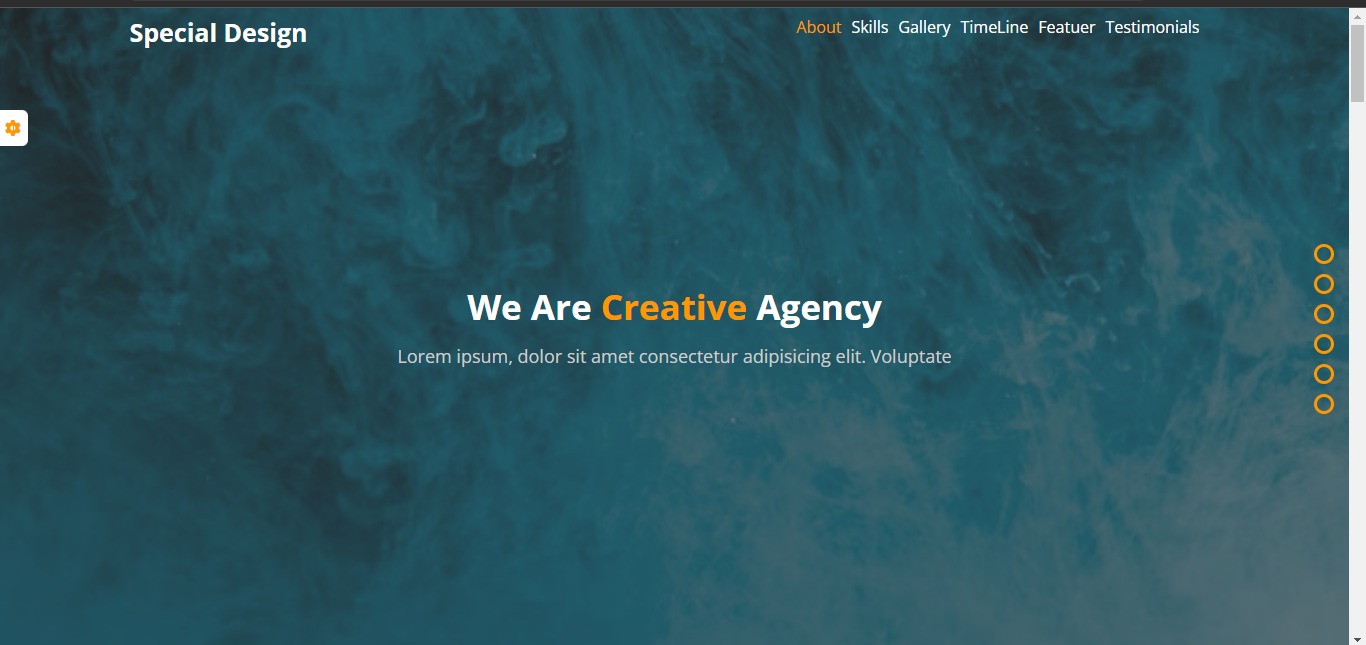 Special Design
About Skills Gallery TimeLine Featuer Testimonials
We Are Creative Agency
Lorem ipsum, dolor sit amet consectetur adipisicing elit. Voluptate